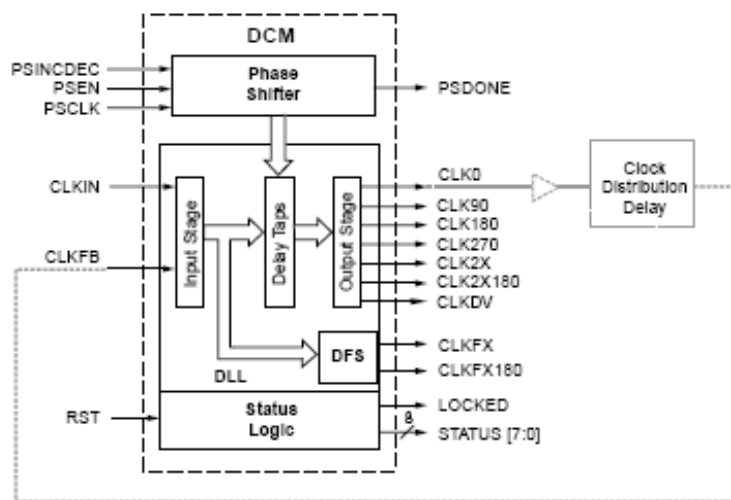 DCM
PSINCDEC
PSEN
PSCLK
Phase
Shifter
PSDONE
CLKIN
CLKFB
Input Stage
Delay Taps
Output Stage
CLK0
CLK90
CLK180
CLK270
CLK2X
CLK2X180
CLKDV
Clock
Distribution
Delay
DFS
CLKFX
CLKFX180
DLL
RST
Status
Logic
LOCKED
8
STATUS [7:0]